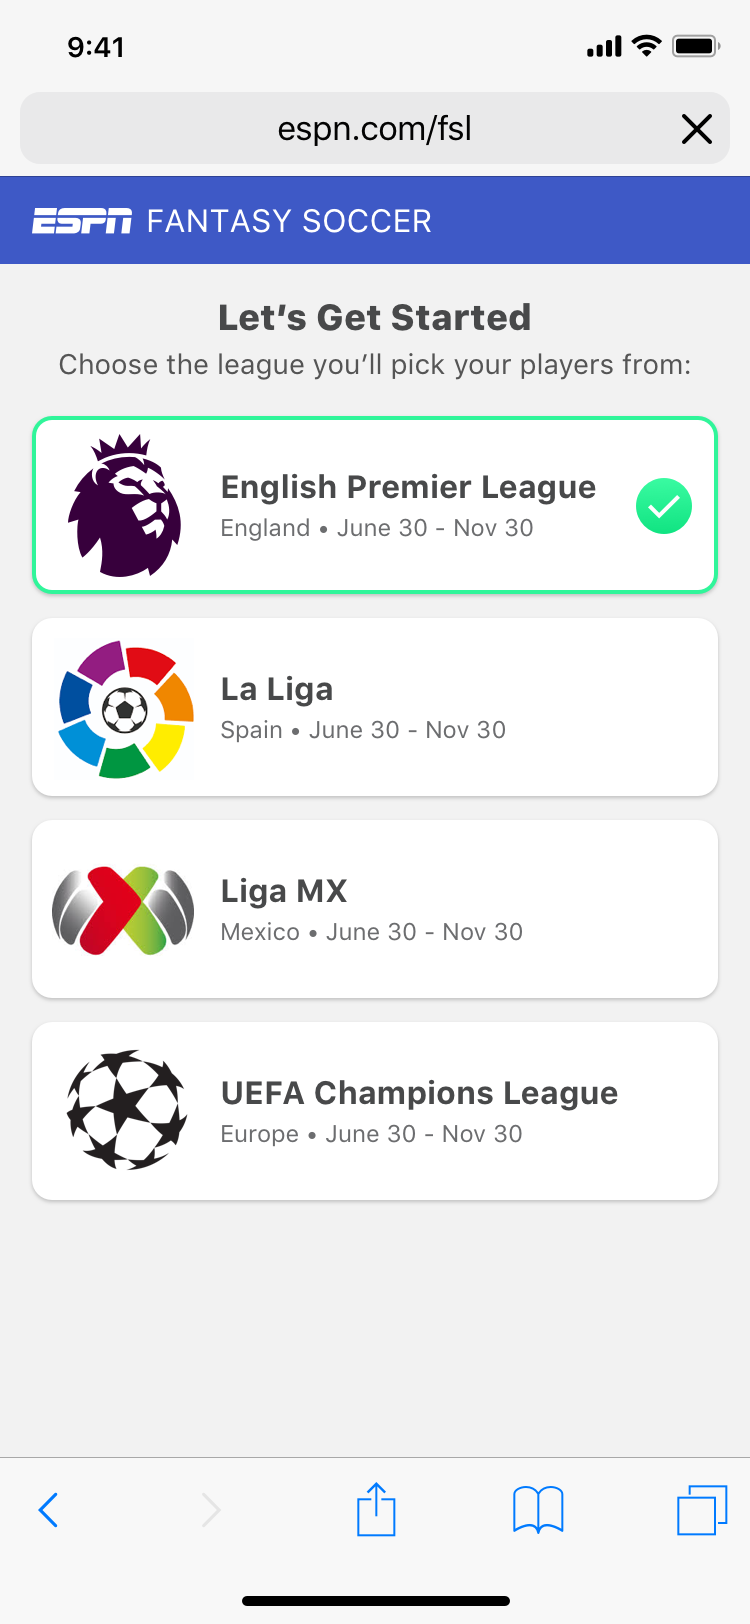 9:41
espn.com/fsl
ESPN FANTASY SOCCER
Let’s Get Started
Choose the league you’ll pick your players from:
English Premier League
England • June 30 - Nov 30
La Liga
Spain • June 30 - Nov 30
Liga MX
Mexico • June 30 - Nov 30
UEFA Champions League
Europe • June 30 - Nov 30